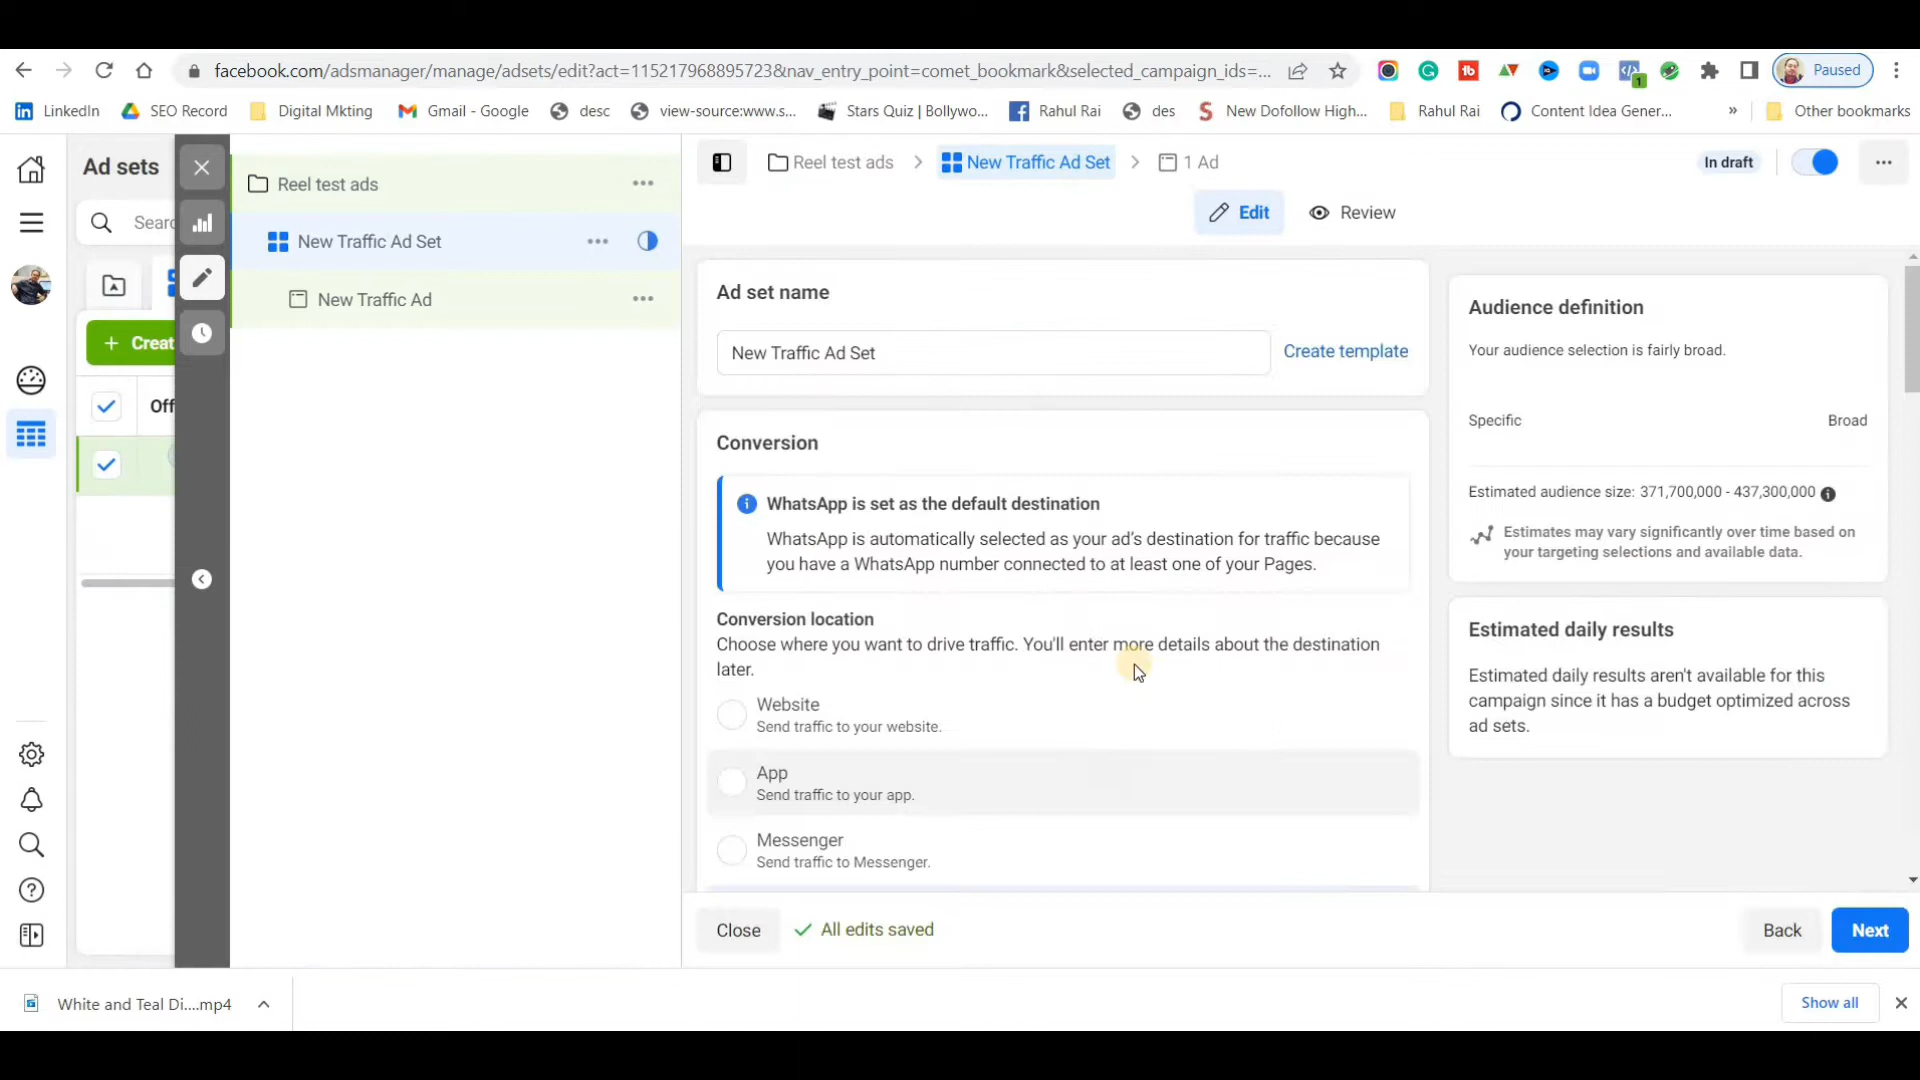 facebook.com/adsmanager/manage/adsets/edit?act=115217968895723&nav_entry_point=comet_bookmark&selected_campaign_ids=...
Paused
LinkedIn
SEO Record
Digital Mkting
Gmail - Google
desc
view-source:www.s...
Stars Quiz | Bollywo...
Rahul Rai
des
New Dofollow High...
Rahul Rai
Content Idea Gener...
»
Other bookmarks
Ad sets
Reel test ads
New Traffic Ad Set
1 Ad
In draft
Reel test ads
Edit
Review
Sear
New Traffic Ad Set
New Traffic Ad
+ Creat
Off
Ad set name
New Traffic Ad Set
Create template
Conversion
WhatsApp is set as the default destination
WhatsApp is automatically selected as your ad's destination for traffic because
you have a WhatsApp number connected to at least one of your Pages.
Conversion location
Choose where you want to drive traffic. You'll enter more details about the destination
later.
Website
Send traffic to your website.
App
Send traffic to your app.
Messenger
Send traffic to Messenger.
Audience definition
Your audience selection is fairly broad.
Specific
Broad
Estimated audience size: 371,700,000 - 437,300,000
Estimates may vary significantly over time based on
your targeting selections and available data.
Estimated daily results
Estimated daily results aren't available for this
campaign since it has a budget optimized across
ad sets.
Close
All edits saved
Back
Next
White and Teal Di....mp4
Show all